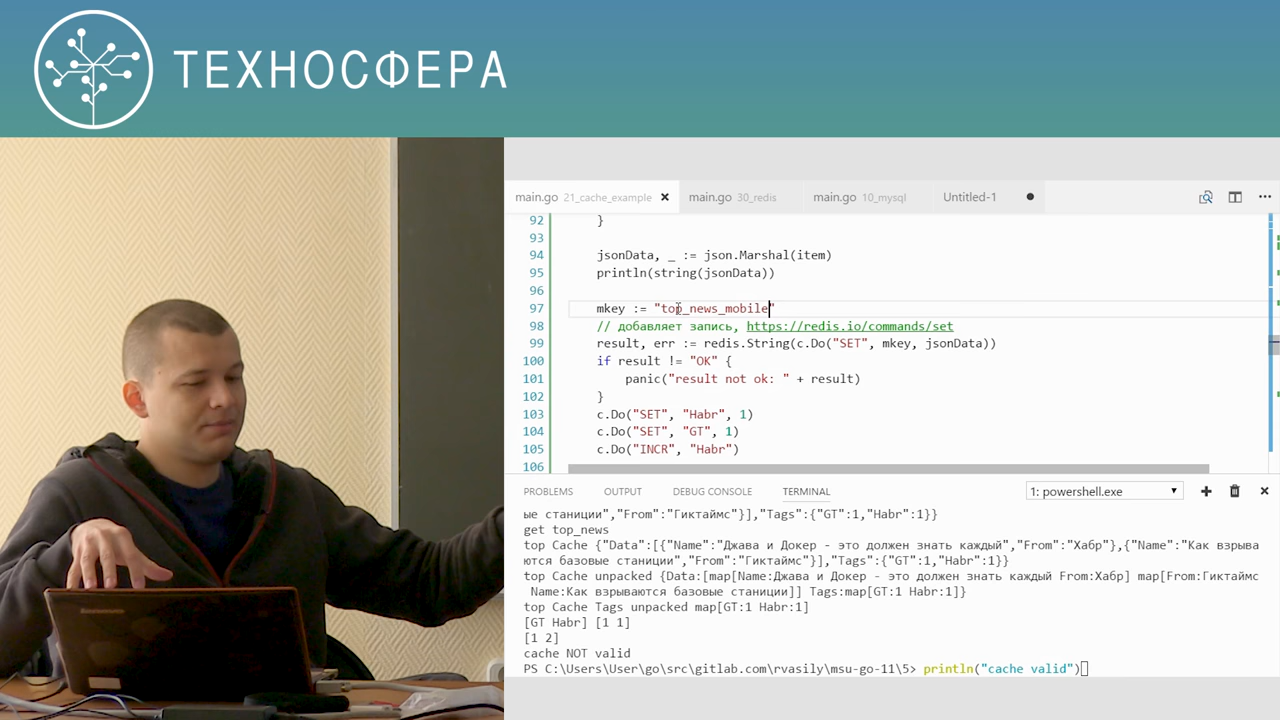 ТЕХНОСФЕРА
main.go 21_cache_example main.go 30_redis main.go 10_mysql Untitled-1
92 }
93
94 jsonData, _ := json.Marshal(item)
95 println(string(jsonData))
96
97 mkey := "top_news_mobile"
98 // добавляет запись, https://redis.io/commands/set
99 result, err := redis.String(c.Do("SET", mkey, jsonData))
100 if result != "OK" {
101 panic("result not ok: " + result)
102 }
103 c.Do("SET", "Habr", 1)
104 c.Do("SET", "GT", 1)
105 c.Do("INCR", "Habr")
106
PROBLEMS OUTPUT DEBUG CONSOLE TERMINAL 1: powershell.exe
ые станции","From":"Гиктаймс"}],"Tags":{"GT":1,"Habr":1}}
get top_news
top Cache {"Data":[{"Name":"Джава и Докер - это должен знать каждый","From":"Хабр"},{"Name":"Как взрыва
ются базовые станции","From":"Гиктаймс"}],"Tags":{"GT":1,"Habr":1}}
top Cache unpacked {Data:[map[Name:Джава и Докер - это должен знать каждый From:Хабр] map[From:Гиктаймс
Name:Как взрываются базовые станции]] Tags:map[GT:1 Habr:1]}
top Cache Tags unpacked map[GT:1 Habr:1]
[GT Habr] [1 1]
[1 2]
cache NOT valid
PS C:\Users\User\go\src\gitlab.com\rvasily\msu-go-11\5> println("cache valid")